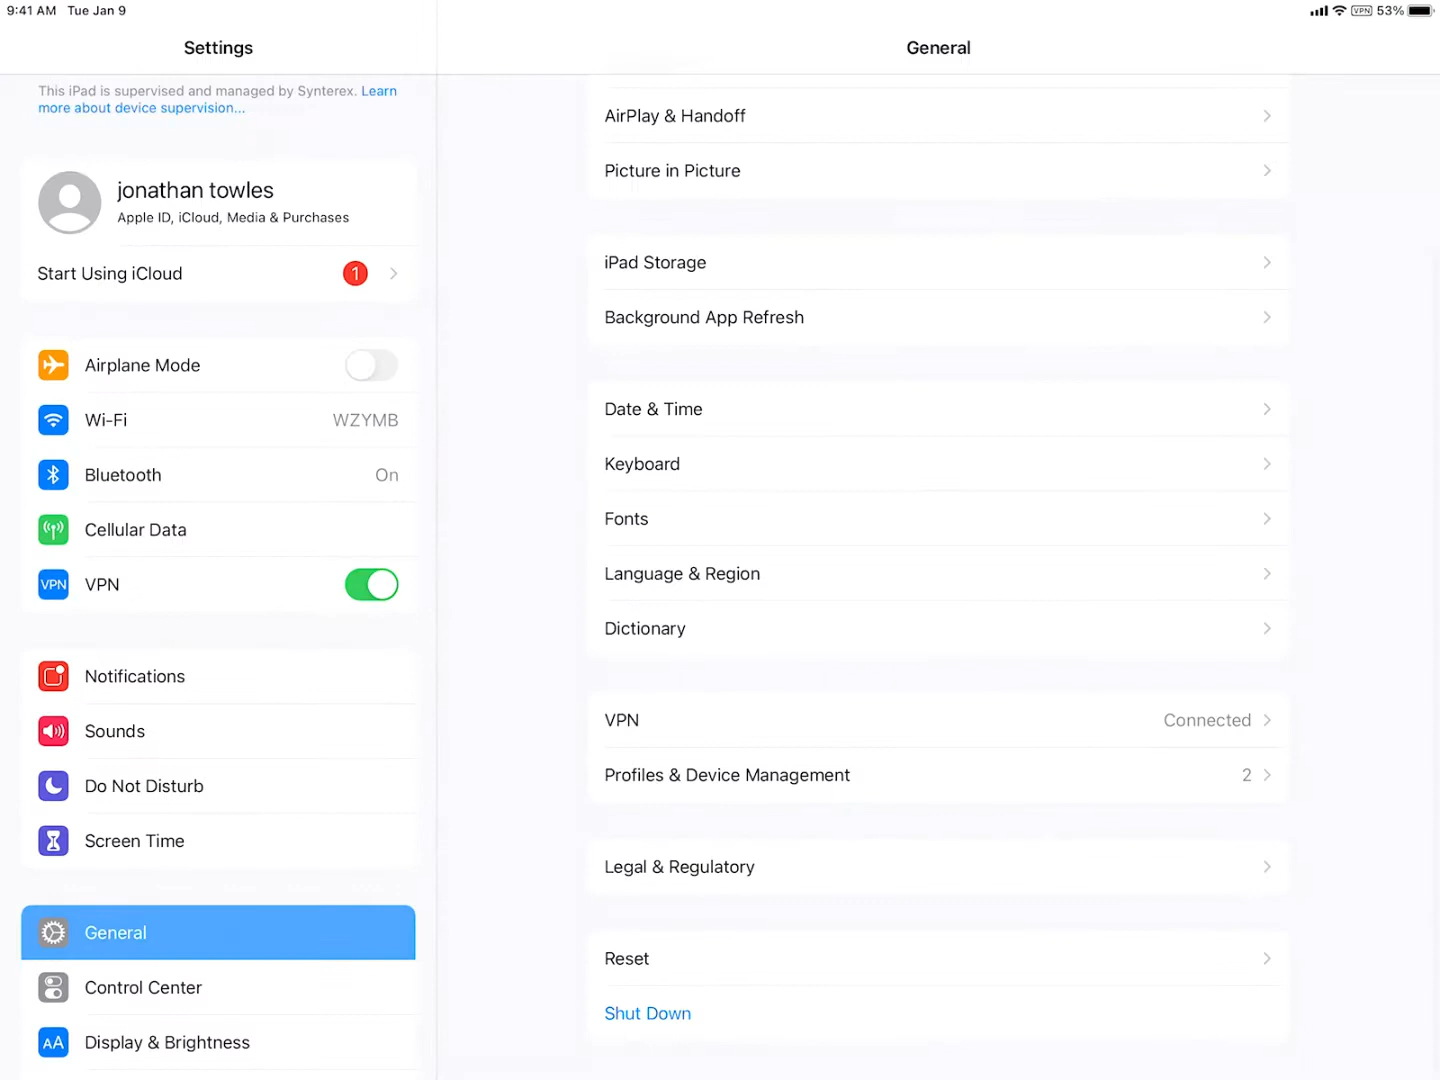 9:41 AM Tue Jan 9
VPN 53%
Settings
General
This iPad is supervised and managed by Synterex. Learn
more about device supervision...
jonathan towles
Apple ID, iCloud, Media & Purchases
Start Using iCloud 1
Airplane Mode
Wi-Fi WZYMB
Bluetooth On
Cellular Data
VPN VPN
Notifications
Sounds
Do Not Disturb
Screen Time
General
Control Center
AA Display & Brightness
AirPlay & Handoff
Picture in Picture
iPad Storage
Background App Refresh
Date & Time
Keyboard
Fonts
Language & Region
Dictionary
VPN Connected
Profiles & Device Management 2
Legal & Regulatory
Reset
Shut Down